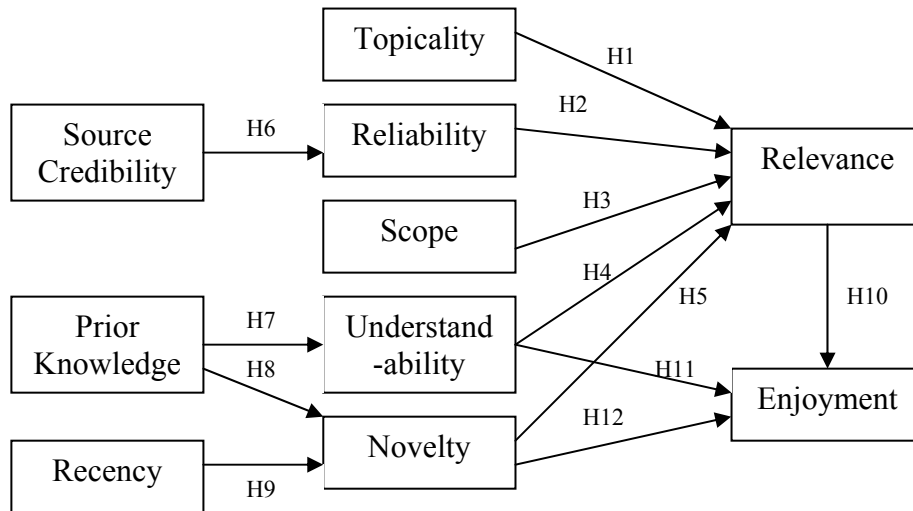 Topicality
H1
H2
Source
Credibility
H6
Reliability
Relevance
Scope
H3
H4
H5
H10
Prior
Knowledge
H7
H8
Understand
-ability
H11
Enjoyment
H12
Novelty
Recency
H9